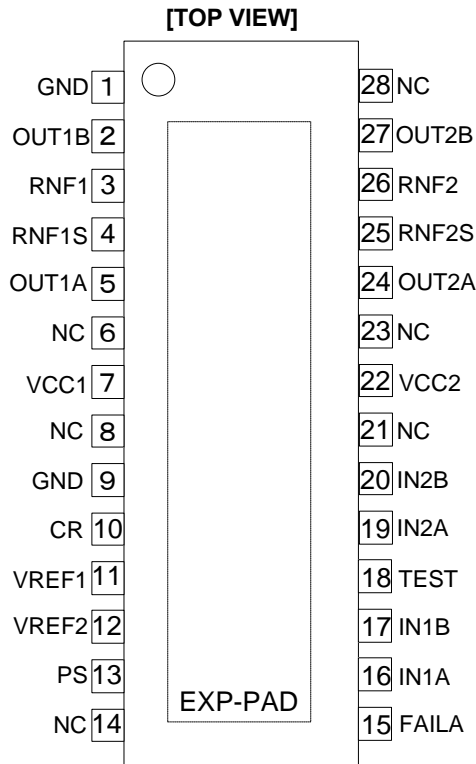 [TOP VIEW]
GND 1
OUT1B 2
RNF1 3
RNF1S 4
OUT1A 5
NC 6
VCC1 7
NC 8
GND 9
CR 10
VREF1 11
VREF2 12
PS 13
NC 14
28 NC
27 OUT2B
26 RNF2
25 RNF2S
24 OUT2A
23 NC
22 VCC2
21 NC
20 IN2B
19 IN2A
18 TEST
17 IN1B
16 IN1A
15 FAILA
EXP-PAD